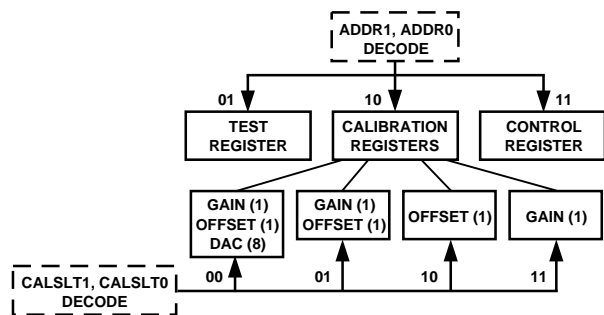 ADDR1, ADDR0
DECODE
01
10
11
TEST
REGISTER
CALIBRATION
REGISTERS
CONTROL
REGISTER
GAIN (1)
OFFSET (1)
DAC (8)
GAIN (1)
OFFSET (1)
OFFSET (1)
GAIN (1)
CALSLT1, CALSLT0
DECODE
00
01
10
11